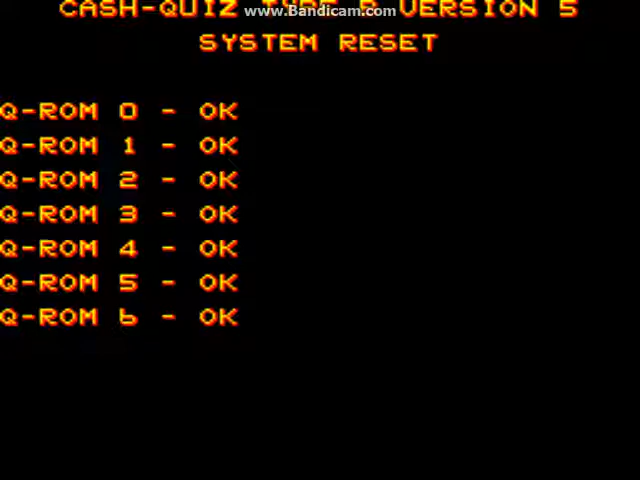 www.Bandicam.com
CASH-QUIZ TYPE B VERSION 5
SYSTEM RESET
Q-ROM 0 - OK
Q-ROM 1 - OK
Q-ROM 2 - OK
Q-ROM 3 - OK
Q-ROM 4 - OK
Q-ROM 5 - OK
Q-ROM 6 - OK